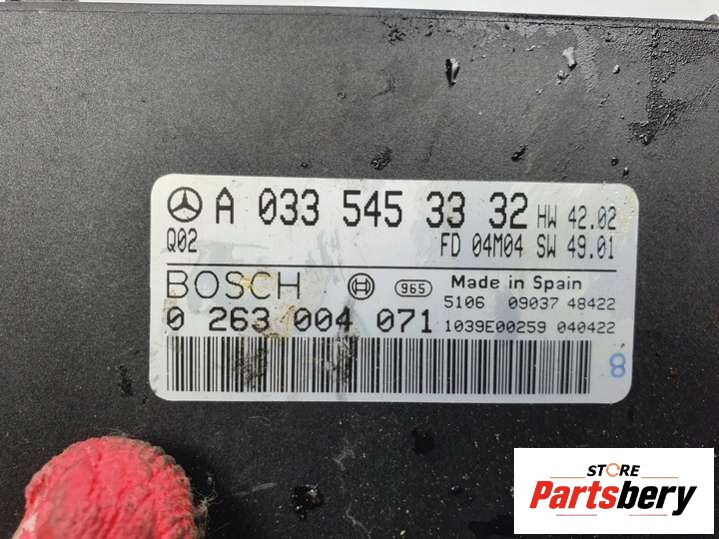 A 033 545 33 32 HW 42.02
Q02 FD 04M04 SW 49.01
BOSCH 965 Made in Spain
5106 09037 48422
0 263 004 071 1039E00259 040422
8
STORE
Partsbery